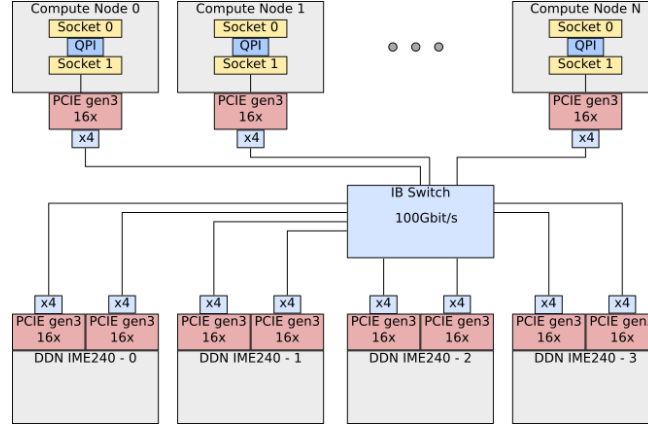 Compute Node 0
Socket 0
QPI
Socket 1
PCIE gen3
16x
x4
Compute Node 1
Socket 0
QPI
Socket 1
PCIE gen3
16x
x4
Compute Node N
Socket 0
QPI
Socket 1
PCIE gen3
16x
x4
IB Switch
100Gbit/s
x4
x4
PCIE gen3
16x
PCIE gen3
16x
DDN IME240 - 0
x4
x4
PCIE gen3
16x
PCIE gen3
16x
DDN IME240 - 1
x4
x4
PCIE gen3
16x
PCIE gen3
16x
DDN IME240 - 2
x4
x4
PCIE gen3
16x
PCIE gen3
16x
DDN IME240 - 3